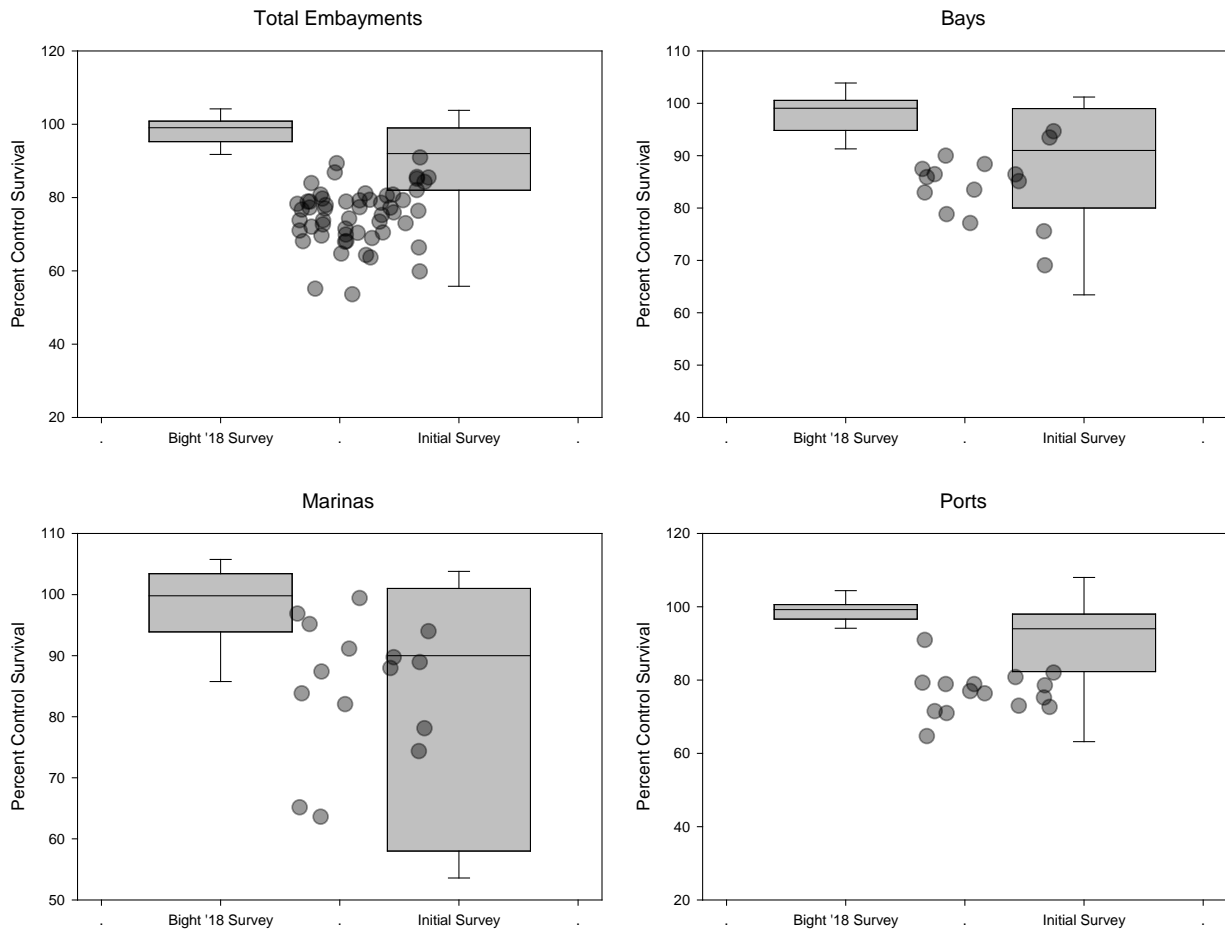 Total Embayments
Percent Control Survival
120
100
80
60
40
20
.
Bight '18 Survey
.
Initial Survey
.
Bays
Percent Control Survival
110
100
90
80
70
60
50
40
.
Bight '18 Survey
.
Initial Survey
.
Marinas
Percent Control Survival
110
100
90
80
70
60
50
.
Bight '18 Survey
.
Initial Survey
.
Ports
Percent Control Survival
120
100
80
60
40
20
.
Bight '18 Survey
.
Initial Survey
.